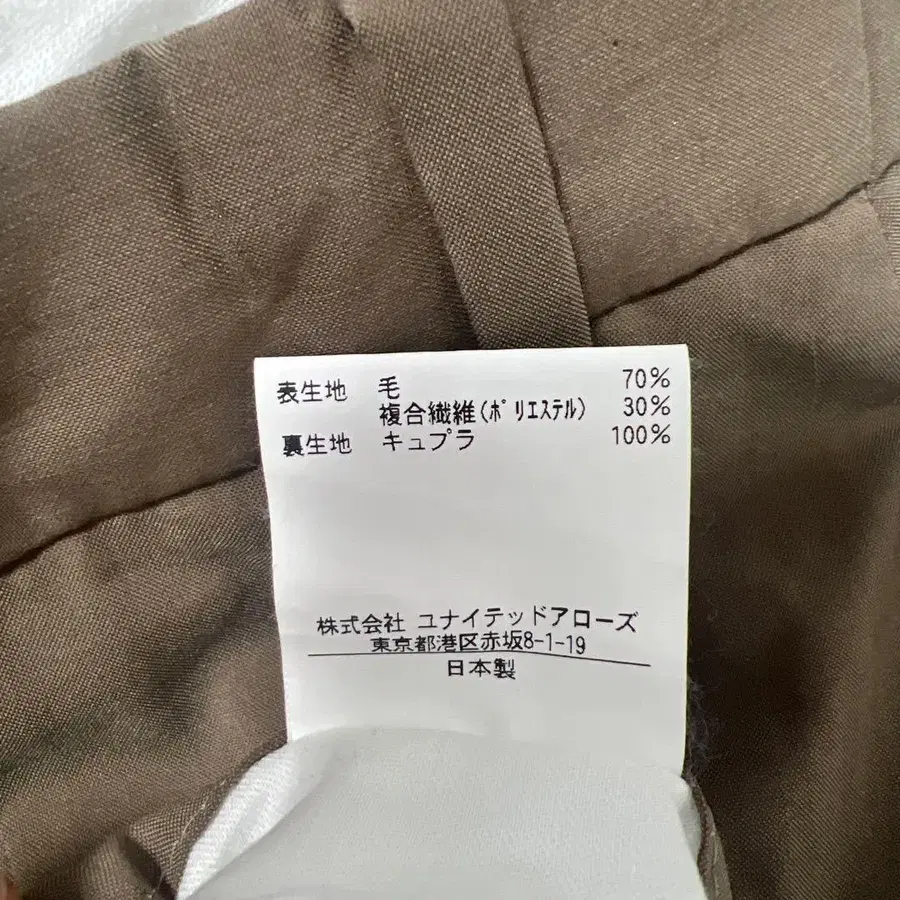 表生地 毛 70%
複合繊維(ポリエステル) 30%
裏生地 キュプラ 100%
株式会社 ユナイテッドアローズ
東京都港区赤坂8-1-19
日本製